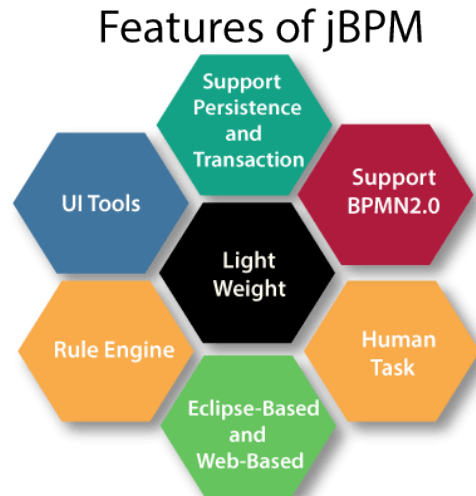 Features of jBPM
Support
Persistence
and
Transaction
Support
BPMN2.0
UI Tools
Light
Weight
Rule Engine
Human
Task
Eclipse-Based
and
Web-Based